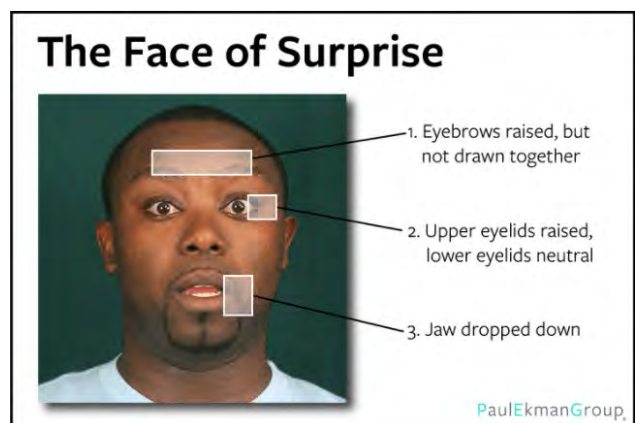 The Face of Surprise
1. Eyebrows raised, but
not drawn together
2. Upper eyelids raised,
lower eyelids neutral
3. Jaw dropped down
PaulEkmanGroup®